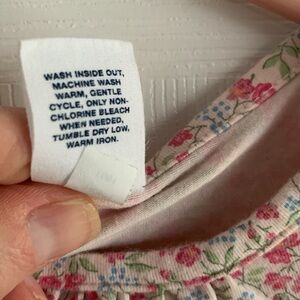 WASH INSIDE OUT,
MACHINE WASH
WARM, GENTLE
CYCLE, ONLY NON-
CHLORINE BLEACH
WHEN NEEDED,
TUMBLE DRY LOW,
WARM IRON.